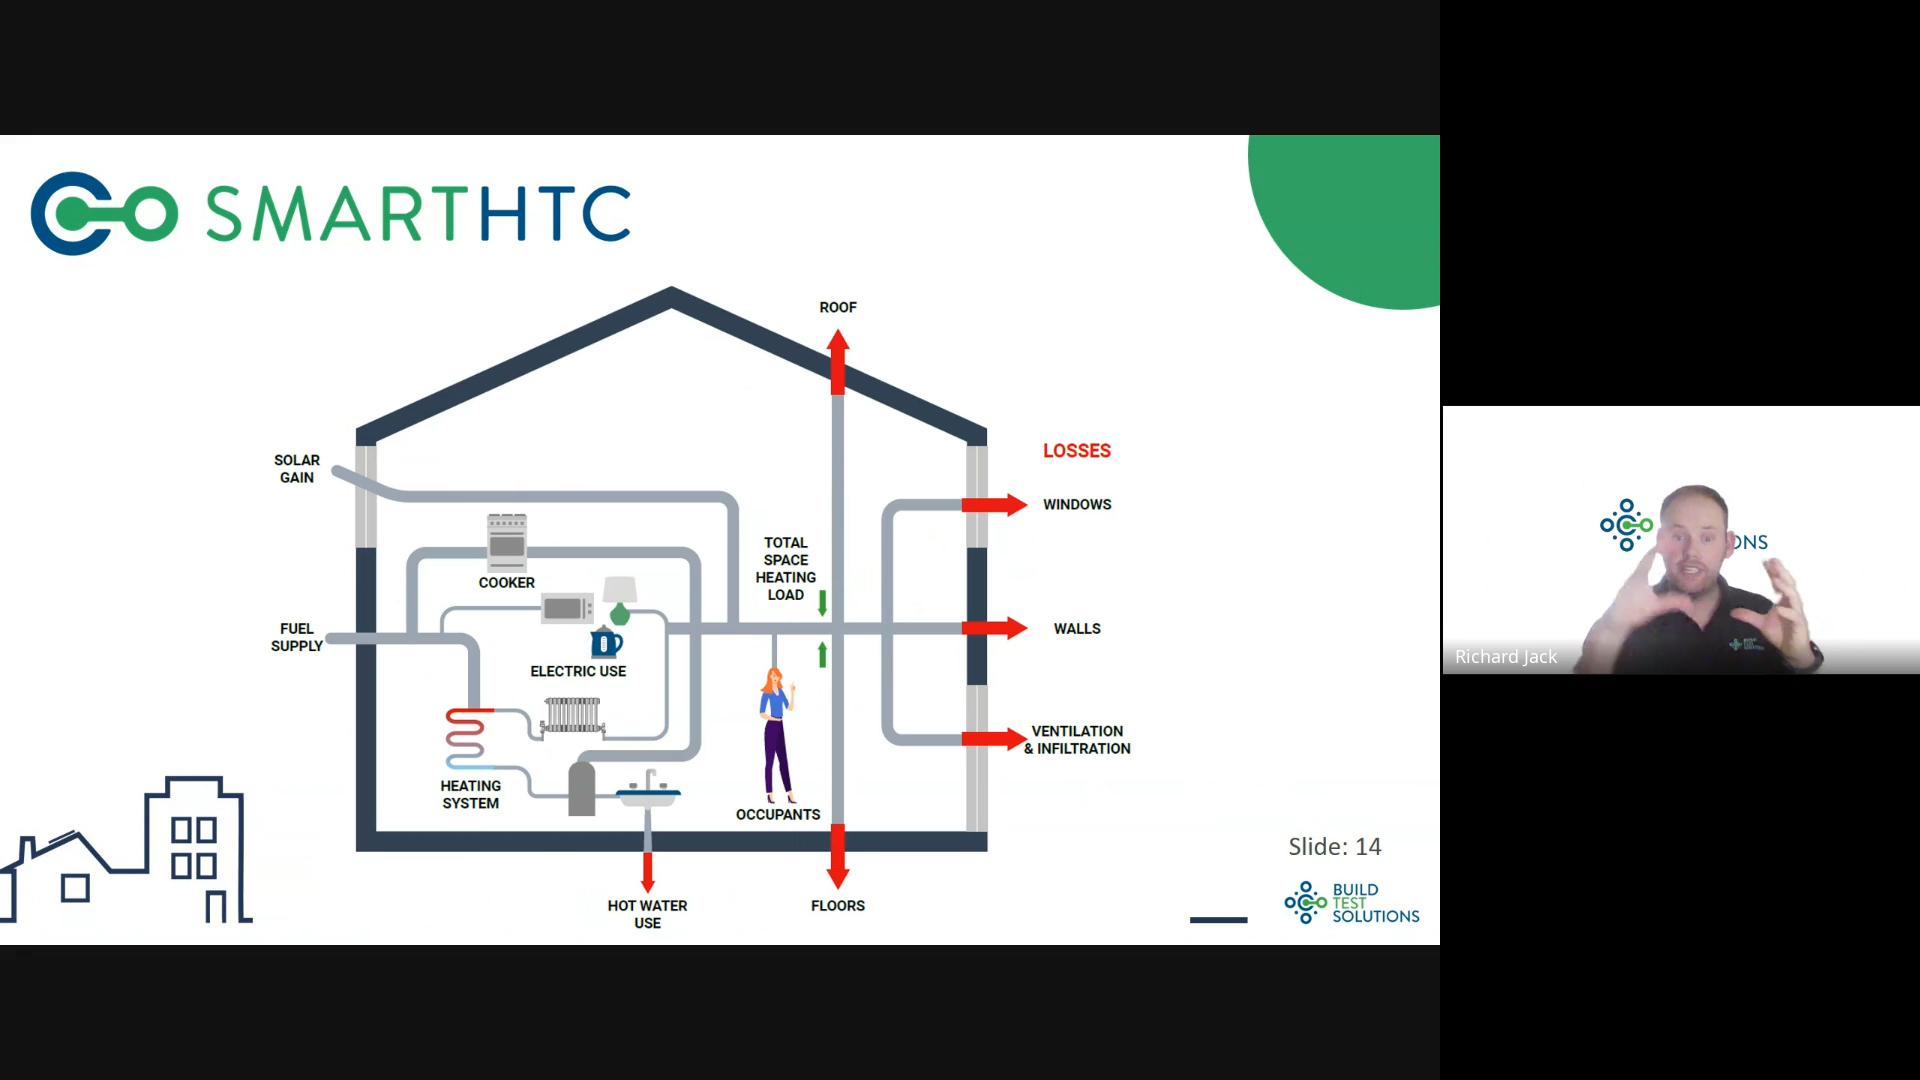 SMARTHTC
ROOF
LOSSES
SOLAR
GAIN
WINDOWS
COOKER
TOTAL
SPACE
HEATING
LOAD
FUEL
SUPPLY
ELECTRIC USE
WALLS
VENTILATION
& INFILTRATION
HEATING
SYSTEM
OCCUPANTS
HOT WATER
USE
FLOORS
Slide: 14
BUILD
TEST
SOLUTIONS
ONS
Richard Jack